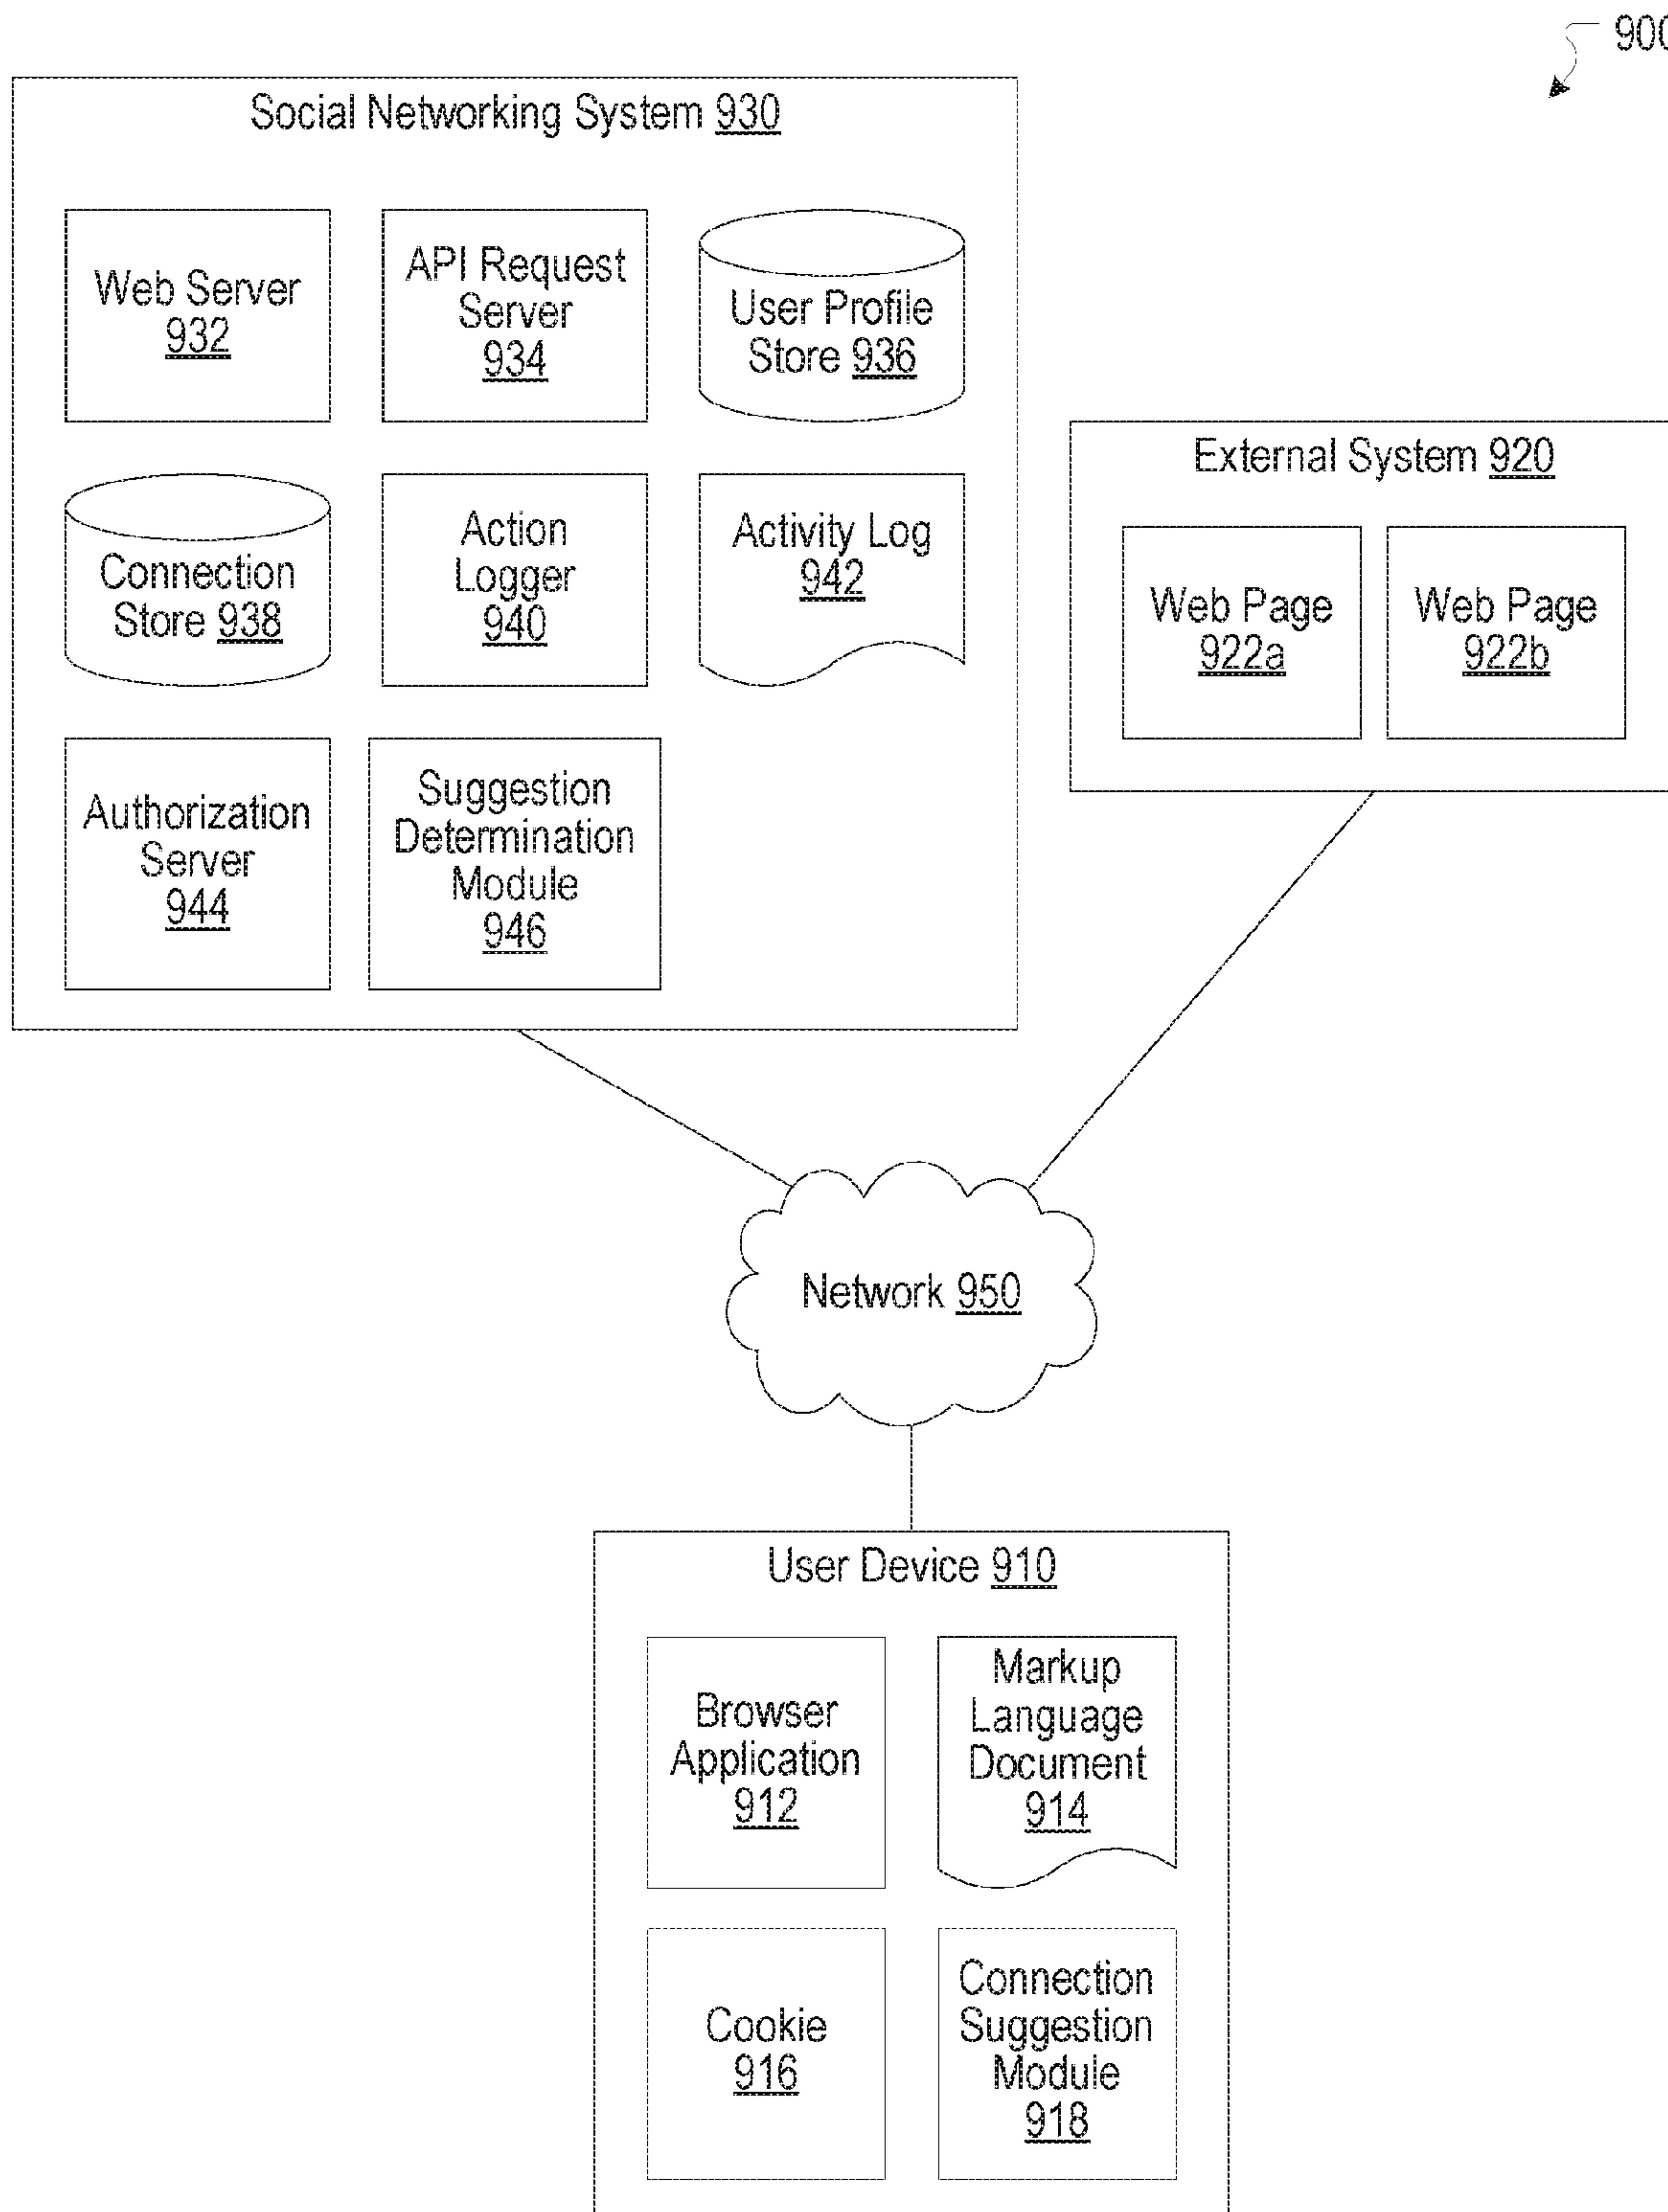 900
Social Networking System 930
Web Server
932
API Request
Server
934
User Profile
Store 936
Connection
Store 938
Action
Logger
940
Activity Log
942
Authorization
Server
944
Suggestion
Determination
Module
946
External System 920
Web Page
922a
Web Page
922b
Network 950
User Device 910
Browser
Application
912
Markup
Language
Document
914
Cookie
916
Connection
Suggestion
Module
918